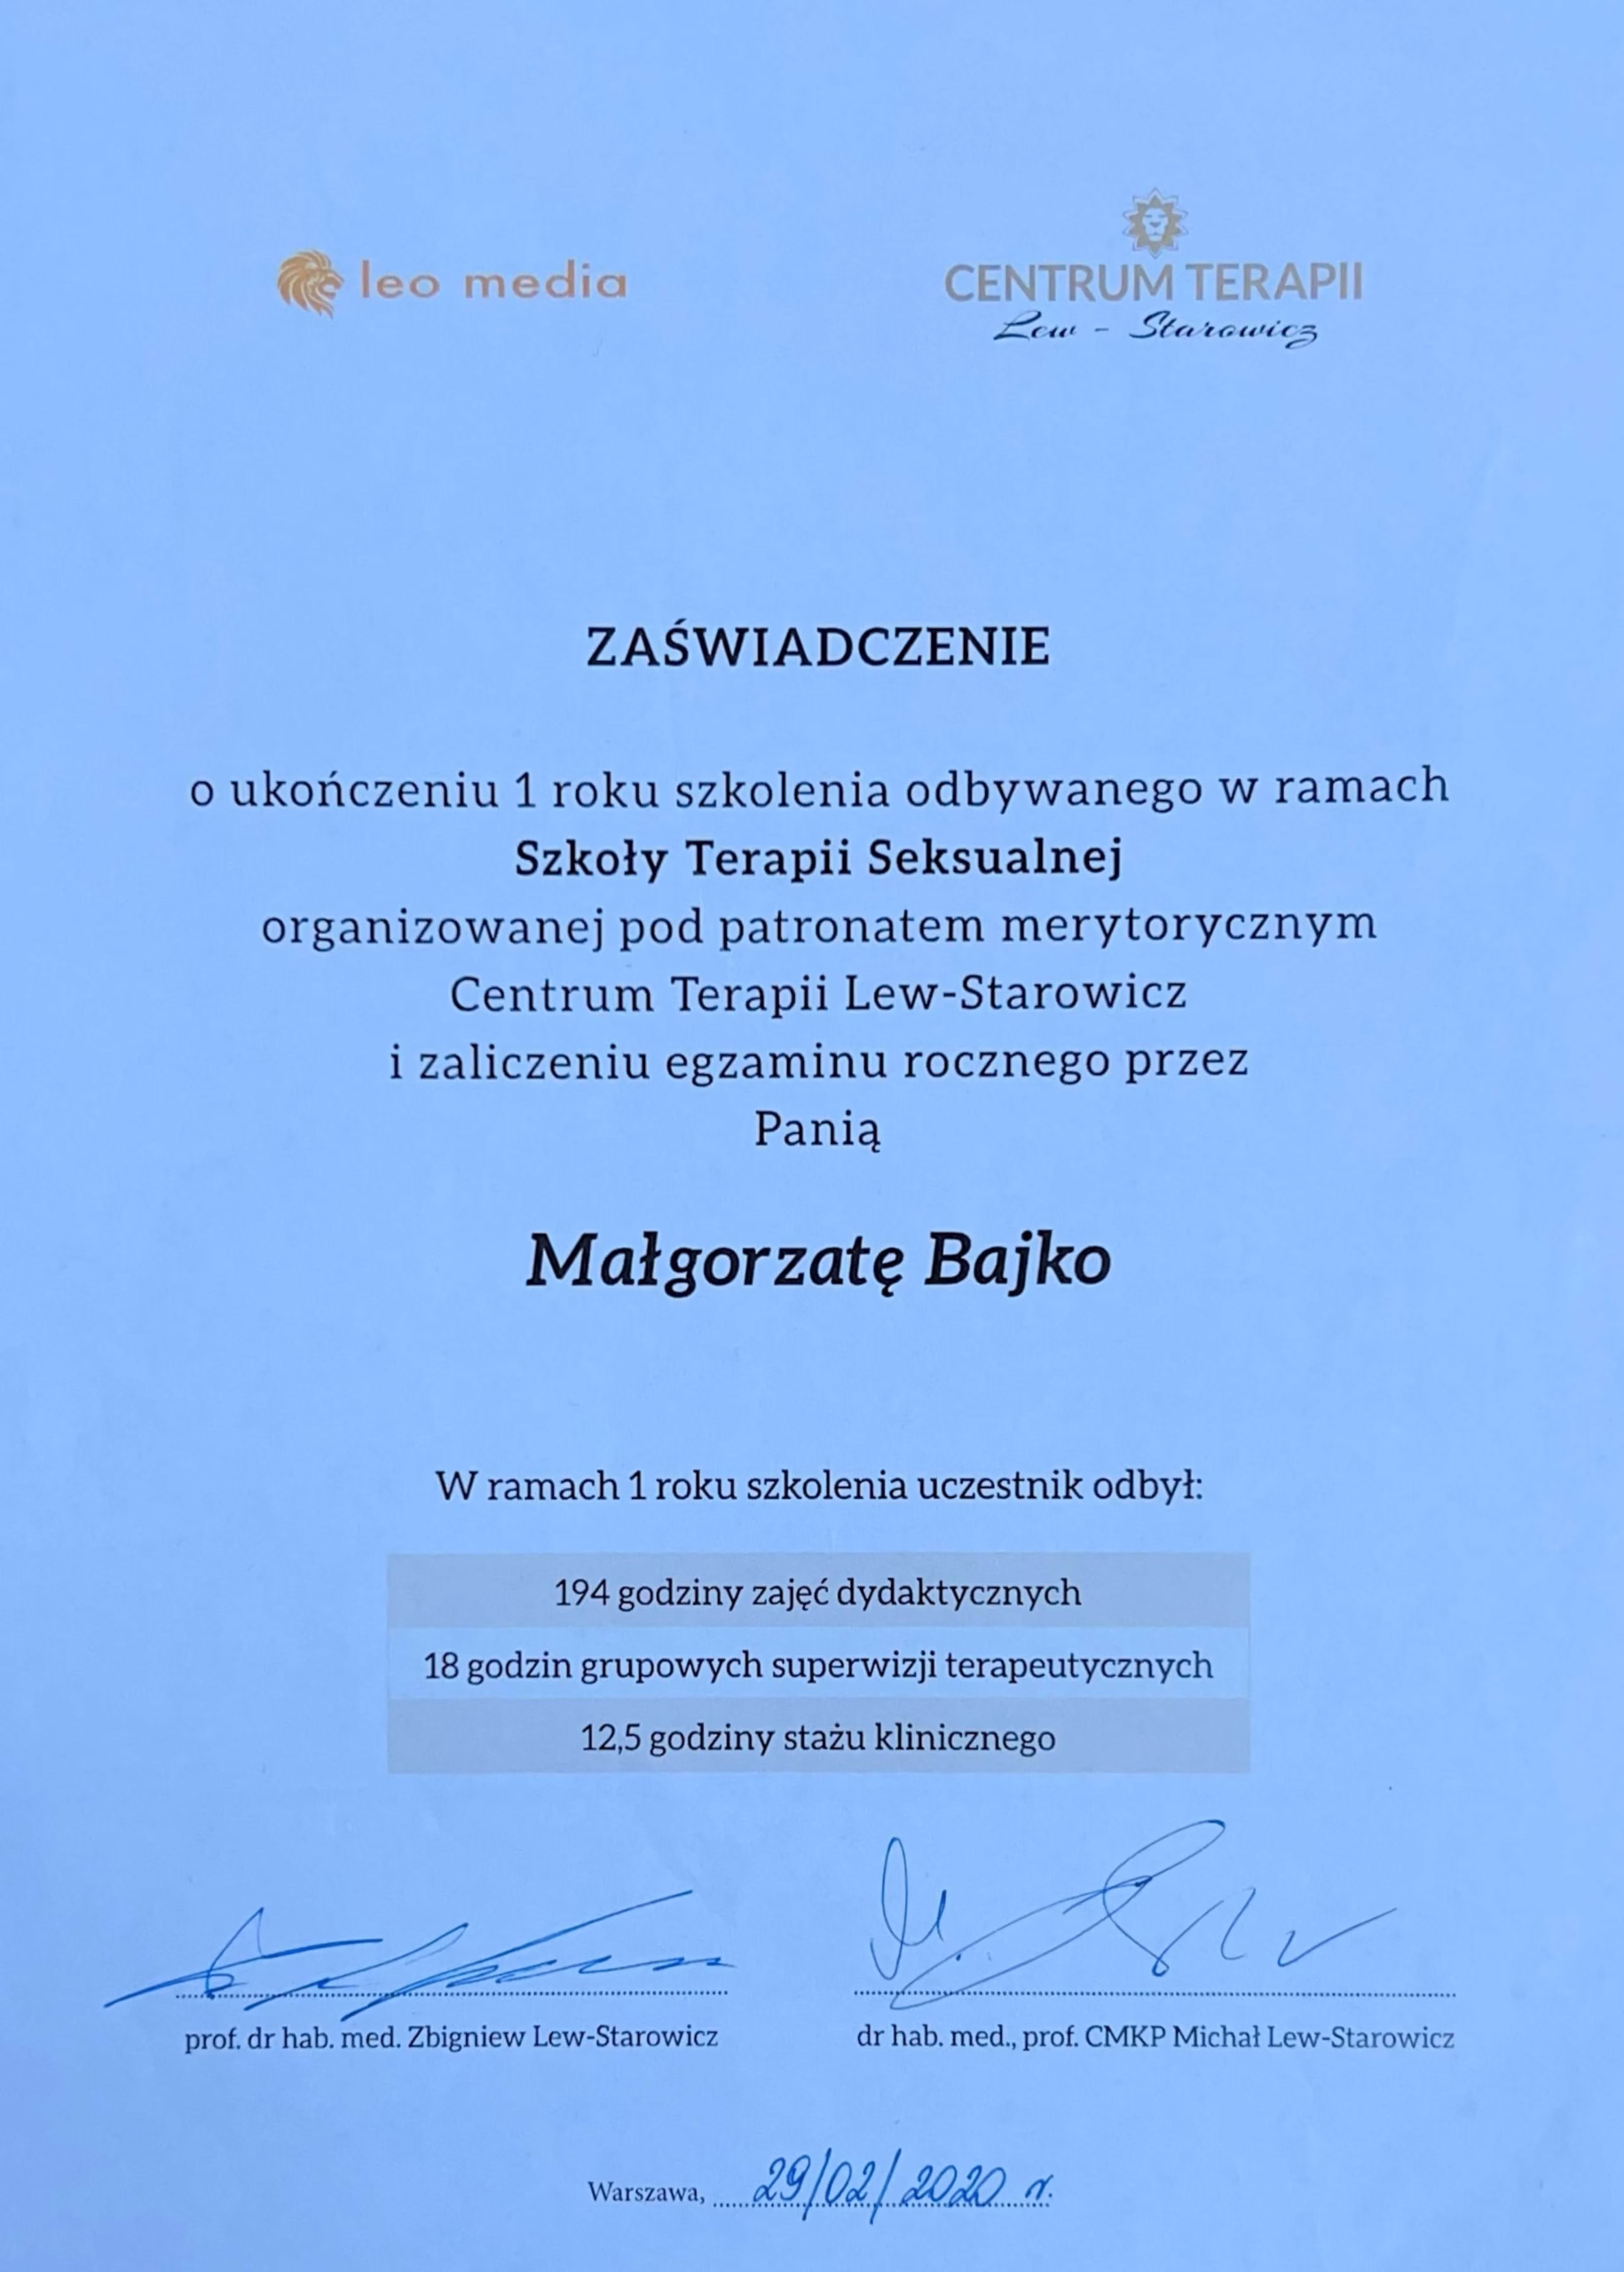 leo media
CENTRUM TERAPII
Lew - Starowicz
ZAŚWIADCZENIE
o ukończeniu 1 roku szkolenia odbywanego w ramach
Szkoły Terapii Seksualnej
organizowanej pod patronatem merytorycznym
Centrum Terapii Lew-Starowicz
i zaliczeniu egzaminu rocznego przez
Panią
Małgorzatę Bajko
W ramach 1 roku szkolenia uczestnik odbył:
194 godziny zajęć dydaktycznych
18 godzin grupowych superwizji terapeutycznych
12,5 godziny stażu klinicznego
prof. dr hab. med. Zbigniew Lew-Starowicz
dr hab. med., prof. CMKP Michał Lew-Starowicz
Warszawa, 29/02/2020 r.